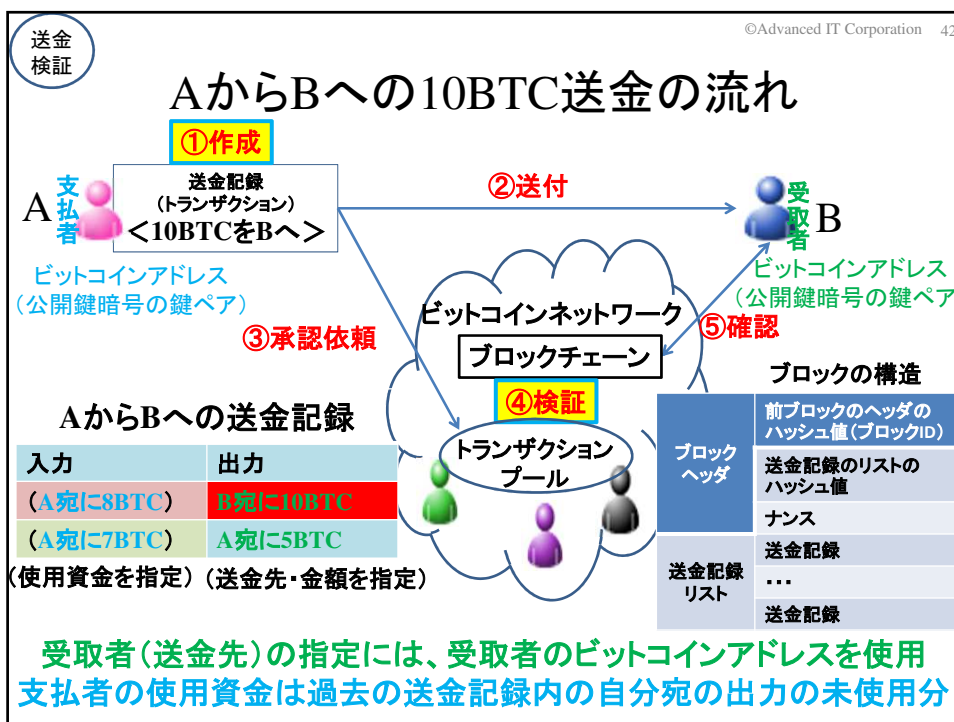 ©Advanced IT Corporation 42
送金
検証
AからBへの10BTC送金の流れ
①作成
A
支払者
送金記録
(トランザクション)
＜10BTCをBへ＞
②送付
受取者
B
ビットコインアドレス
(公開鍵暗号の鍵ペア)
ビットコインアドレス
(公開鍵暗号の鍵ペア
③承認依頼
ビットコインネットワーク
⑤確認
ブロックチェーン
④検証
トランザクション
プール
AからBへの送金記録
入力 出力
(A宛に8BTC) B宛に10BTC
(A宛に7BTC) A宛に5BTC
(使用資金を指定) (送金先・金額を指定)
ブロックの構造
ブロック
ヘッダ
前ブロックのヘッダの
ハッシュ値(ブロックID)
送金記録のリストの
ハッシュ値
ナンス
送金記録
リスト
送金記録
・・・
送金記録
受取者(送金先)の指定には、受取者のビットコインアドレスを使用
支払者の使用資金は過去の送金記録内の自分宛の出力の未使用分